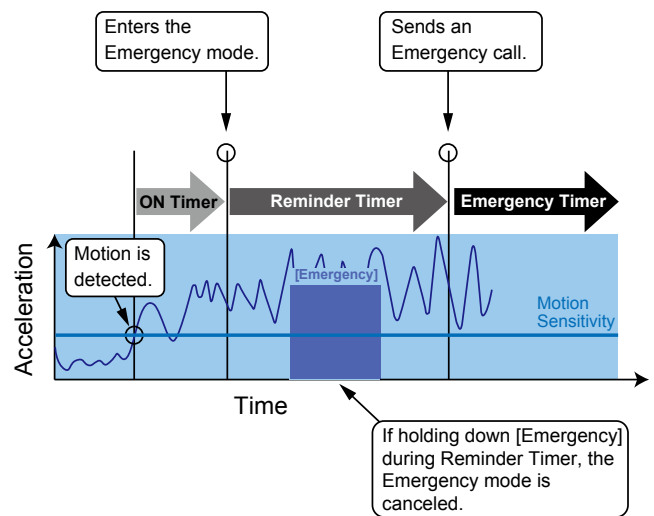 Enters the
Emergency mode.
Sends an
Emergency call.
ON Timer
Reminder Timer
Emergency Timer
Motion is
detected.
[Emergency]
Motion
Sensitivity
Acceleration
Time
If holding down [Emergency]
during Reminder Timer, the
Emergency mode is
canceled.